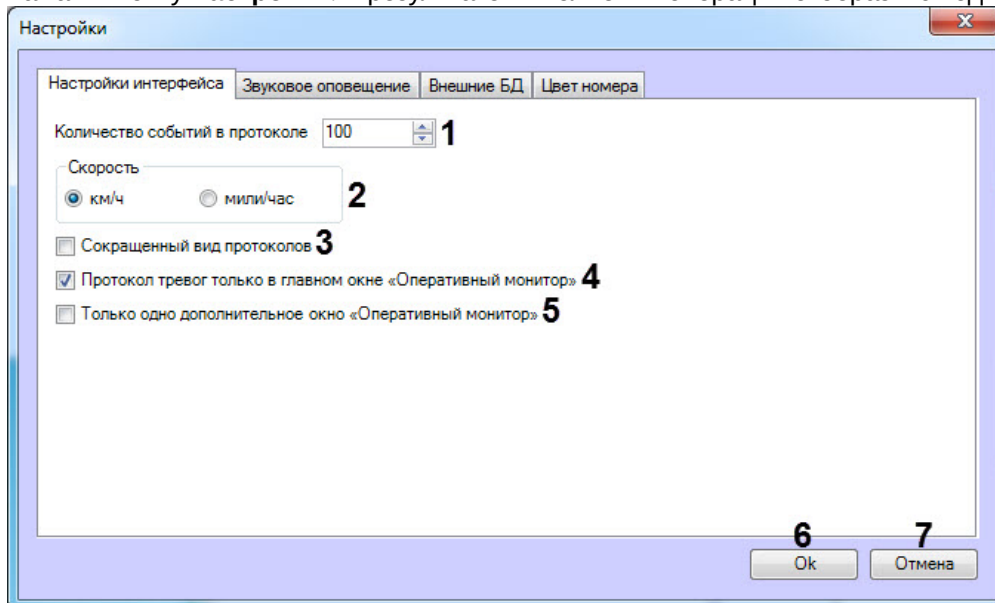 Настройки
Настройки интерфейса Звуковое оповещение Внешние БД Цвет номера
Количество событий в протоколе 100 1
Скорость
км/ч мили/час 2
Сокращенный вид протоколов 3
Протокол тревог только в главном окне «Оперативный монитор» 4
Только одно дополнительное окно «Оперативный монитор» 5
6 7
Ok Отмена